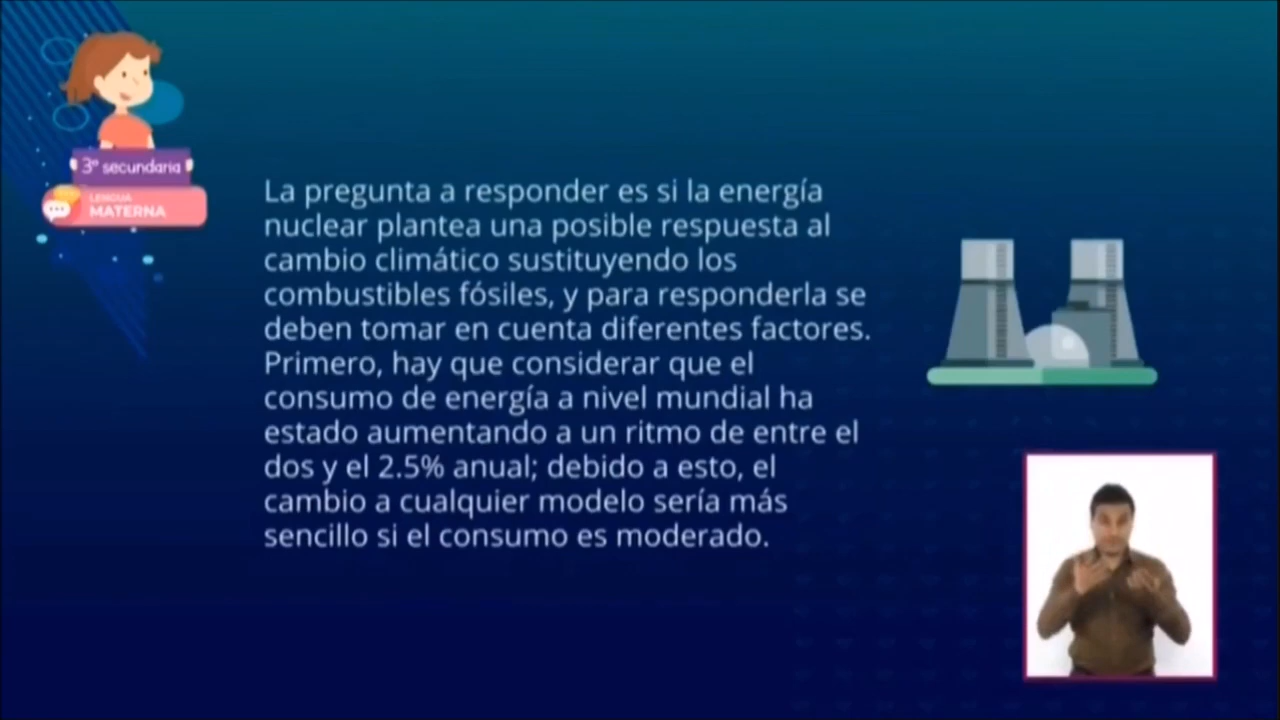 3º secundaria
LENGUA
MATERNA
La pregunta a responder es si la energía
nuclear plantea una posible respuesta al
cambio climático sustituyendo los
combustibles fósiles, y para responderla se
deben tomar en cuenta diferentes factores.
Primero, hay que considerar que el
consumo de energía a nivel mundial ha
estado aumentando a un ritmo de entre el
dos y el 2.5% anual; debido a esto, el
cambio a cualquier modelo sería más
sencillo si el consumo es moderado.